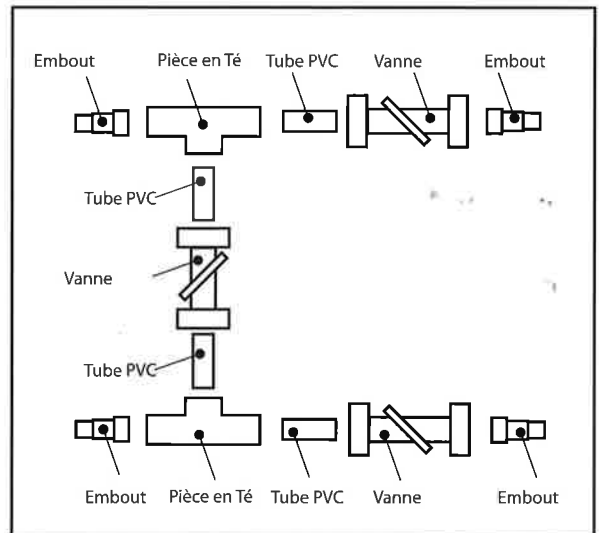 Embout Pièce en Té Tube PVC Vanne Embout
Tube PVC
Vanne
Tube PVC
Embout Pièce en Té Tube PVC Vanne Embout